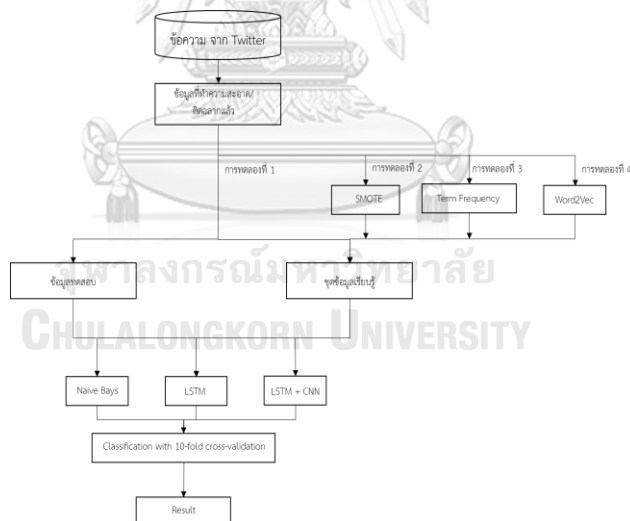 ข้อความ จาก Twitter
ข้อมูลที่ทำความสะอาด/
ติดฉลากแล้ว
การทดลองที่ 1
การทดลองที่ 2
การทดลองที่ 3
การทดลองที่ 4
SMOTE
Term Frequency
Word2Vec
จุฬาลงกรณ์มหาวิทยาลัย
ข้อมูลทดสอบ
ชุดข้อมูลเรียนรู้
CHULALONGKORN UNIVERSITY
Naive Bays
LSTM
LSTM + CNN
Classification with 10-fold cross-validation
Result